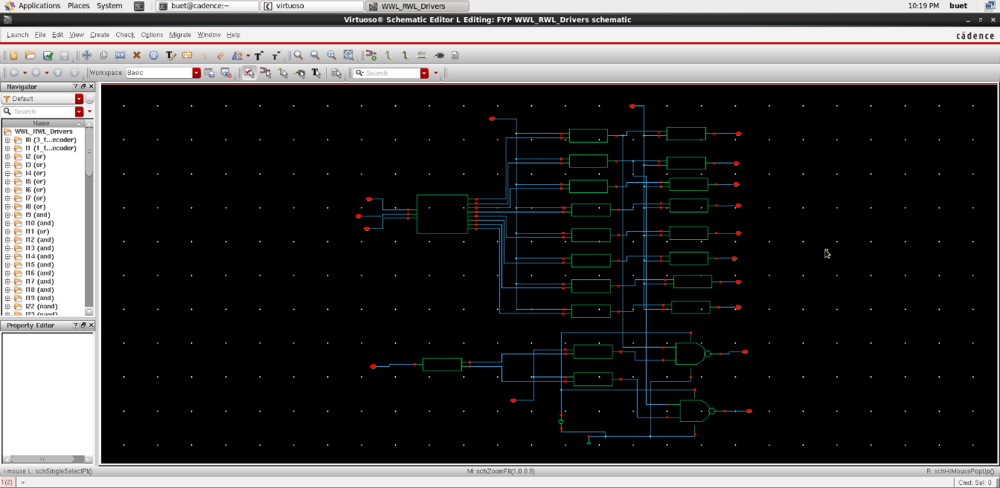 Applications Places System buet@cadence:~ virtuoso WWL_RWL_Drivers 10:19 PM buet
Virtuoso® Schematic Editor L Editing: FYP WWL_RWL_Drivers schematic
Launch File Edit View Create Check Options Migrate Window Help cādence
Workspace: Basic Search
Navigator
Default
Search
Name
WWL_RWL_Drivers
I0 (3_t...ecoder)
I1 (1_t...ecoder)
I2 (or)
I3 (or)
I4 (or)
I5 (or)
I6 (or)
I7 (or)
I8 (or)
I9 (and)
I10 (and)
I11 (or)
I12 (and)
I13 (and)
I14 (and)
I15 (and)
I16 (and)
I17 (and)
I18 (and)
I19 (and)
I22 (nand)
I23 (nand)
Property Editor
mouse L: schSingleSelectPt() M: schZoomFit(1.0 0.9) R: schHiMousePopUp()
1(2) > Cmd: Sel: 0